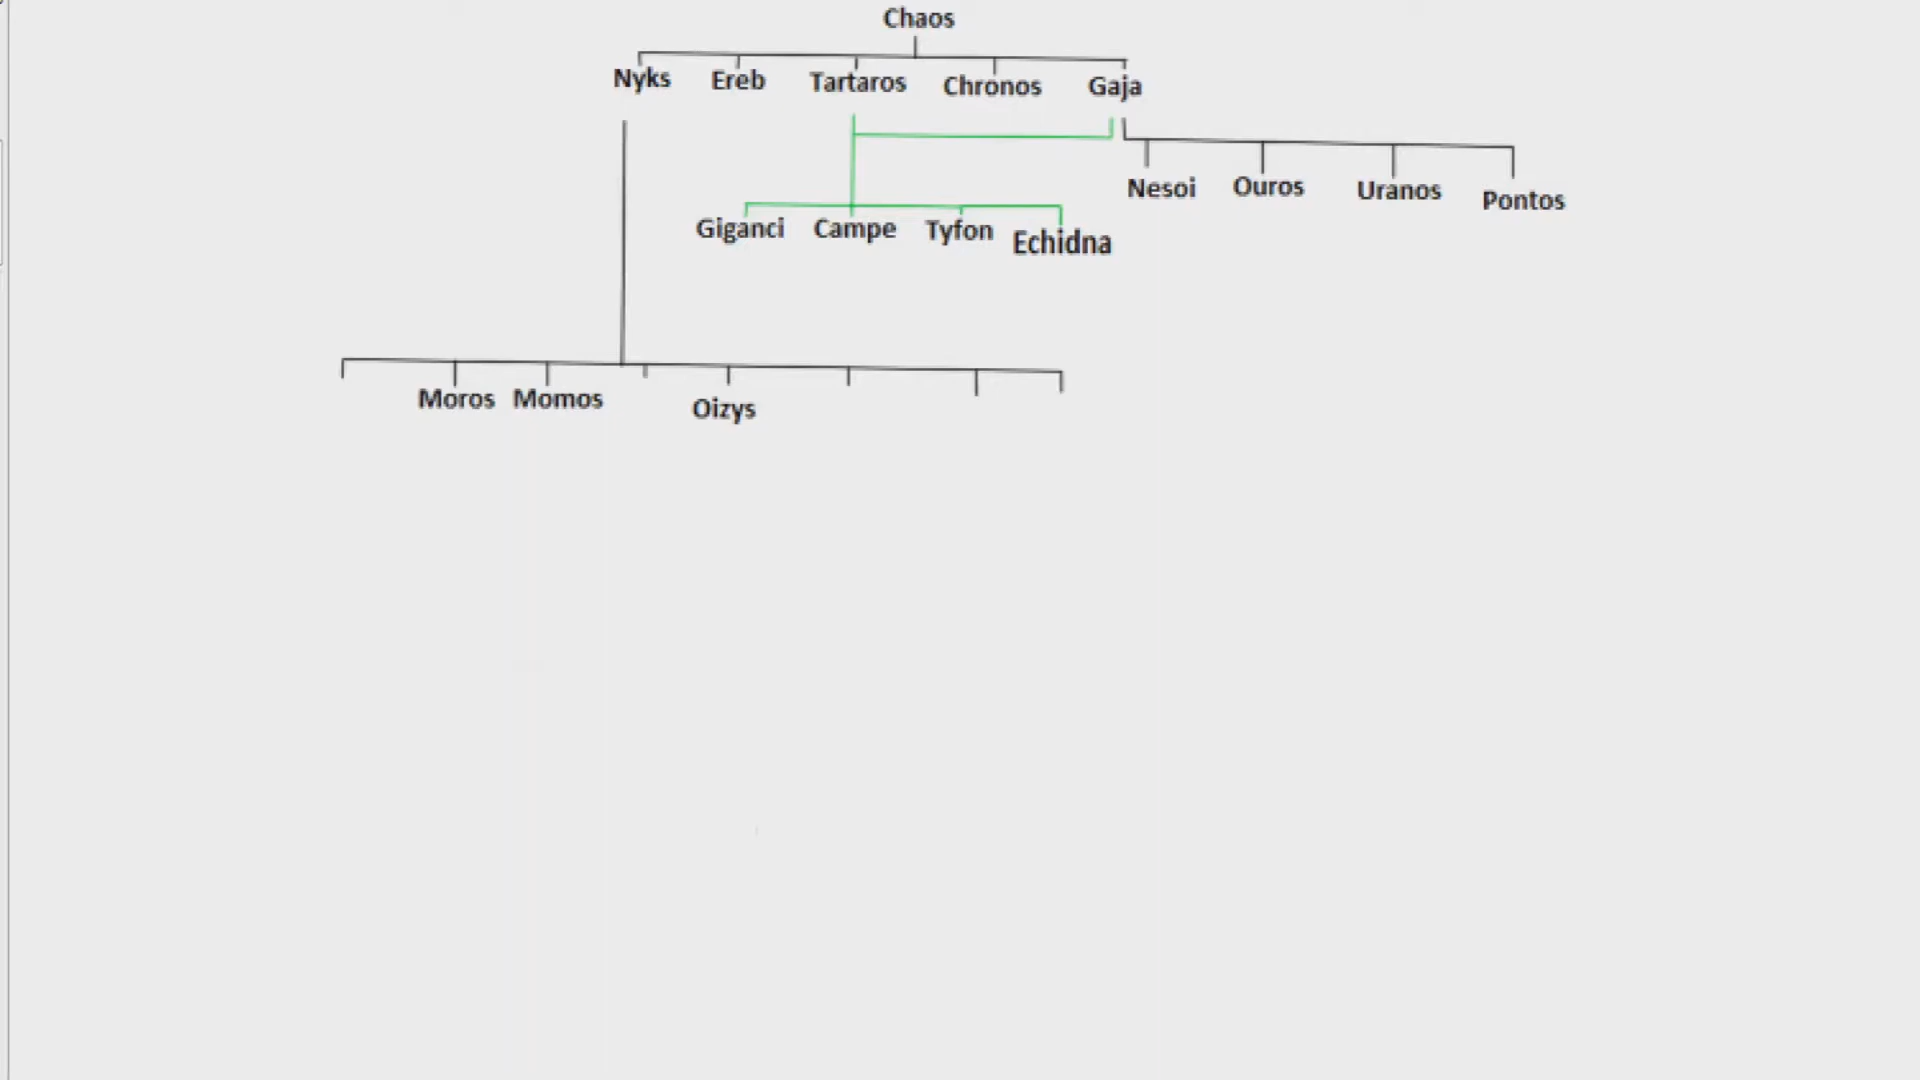 Chaos
Nyks Ereb Tartaros Chronos Gaja
Nesoi Ouros Uranos Pontos
Giganci Campe Tyfon Echidna
Moros Momos Oizys